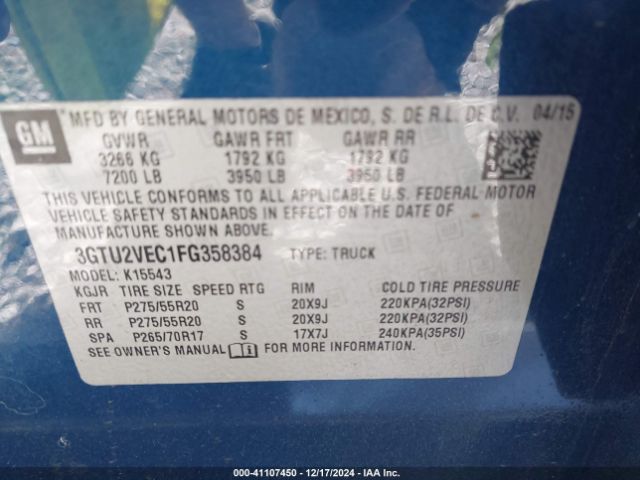 GM
MFD BY GENERAL MOTORS DE MEXICO, S. DE R.L. DE C.V. 04/15
GVWR GAWR FRT GAWR RR
3266 KG 1792 KG 1792 KG
7200 LB 3950 LB 3950 LB
THIS VEHICLE CONFORMS TO ALL APPLICABLE U.S. FEDERAL MOTOR
VEHICLE SAFETY STANDARDS IN EFFECT ON THE DATE OF
MANUFACTURE SHOWN ABOVE.
3GTU2VEC1FG358384 TYPE: TRUCK
MODEL: K15543
KGJR TIRE SIZE SPEED RTG RIM COLD TIRE PRESSURE
FRT P275/55R20 S 20X9J 220KPA(32PSI)
RR P275/55R20 S 20X9J 220KPA(32PSI)
SPA P265/70R17 S 17X7J 240KPA(35PSI)
SEE OWNER'S MANUAL FOR MORE INFORMATION.
00-41107450 - 12/17/2024 - IAA Inc.